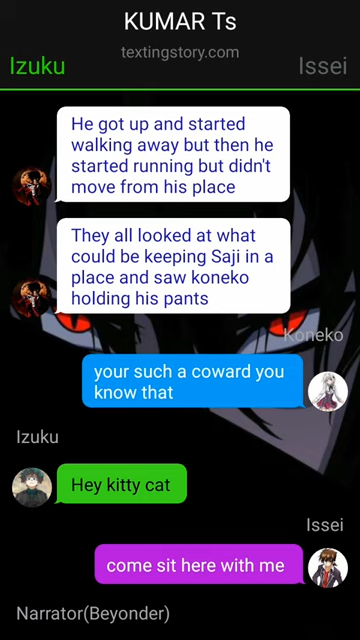 KUMAR Ts
textingstory.com
Izuku
Issei
He got up and started
walking away but then he
started running but didn't
move from his place
They all looked at what
could be keeping Saji in a
place and saw koneko
holding his pants
Koneko
your such a coward you
know that
Izuku
Hey kitty cat
Issei
come sit here with me
Narrator(Beyonder)